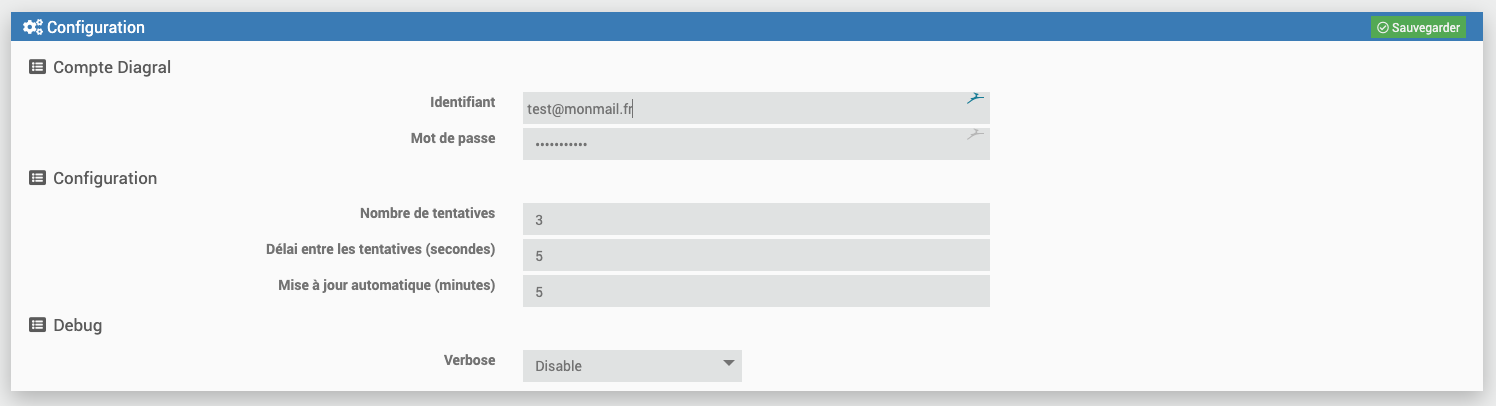 Configuration
Sauvegarder
Compte Diagral
Identifiant
test@monmail.fr
Mot de passe
•••••••••••
Configuration
Nombre de tentatives
3
Délai entre les tentatives (secondes)
5
Mise à jour automatique (minutes)
5
Debug
Verbose
Disable